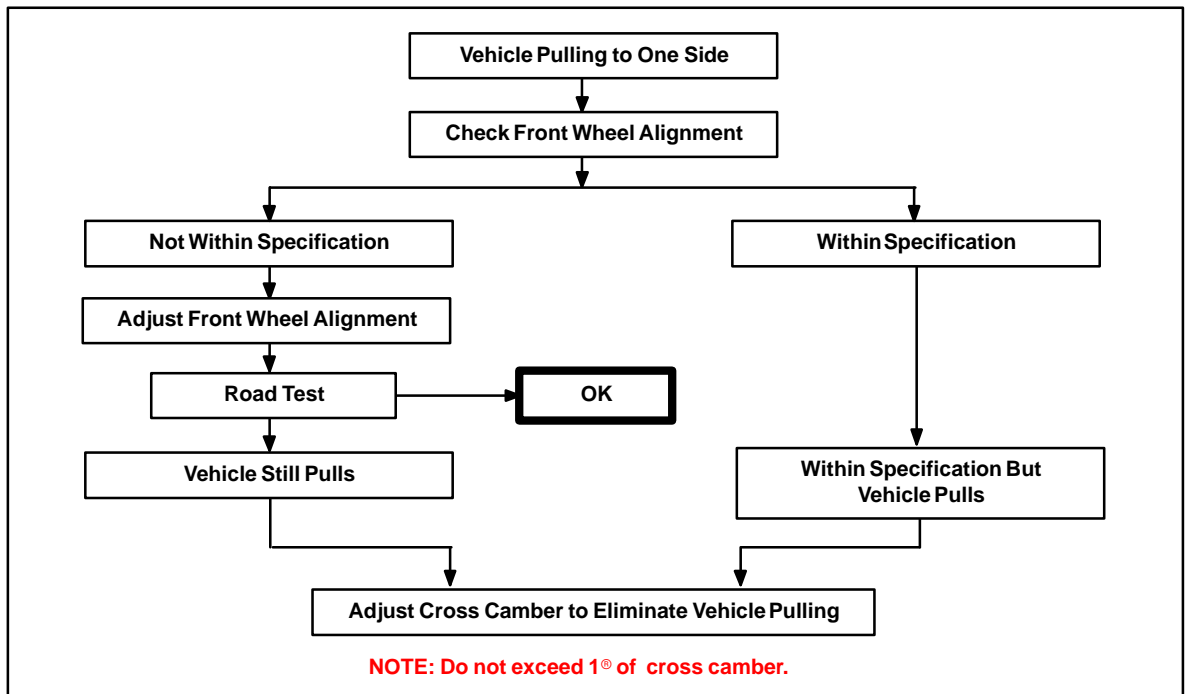 Vehicle Pulling to One Side
Check Front Wheel Alignment
Not Within Specification
Within Specification
Adjust Front Wheel Alignment
Road Test
OK
Vehicle Still Pulls
Within Specification But
Vehicle Pulls
Adjust Cross Camber to Eliminate Vehicle Pulling
NOTE: Do not exceed 1® of cross camber.